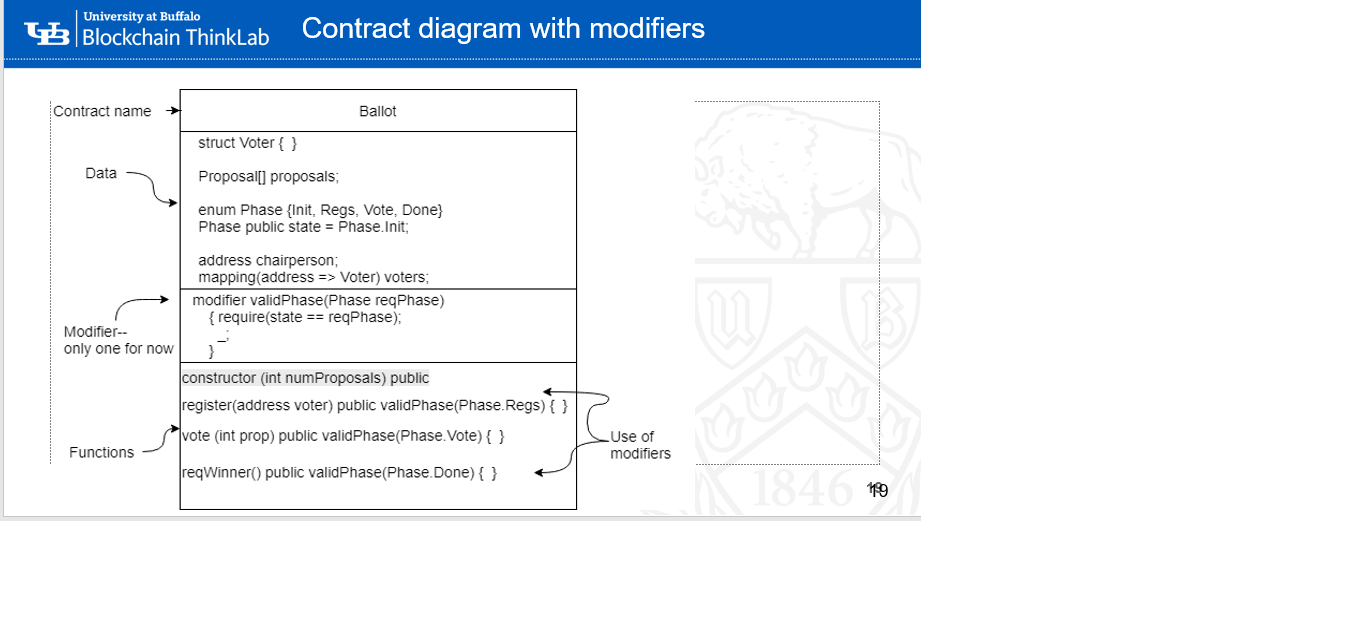 University at Buffalo
Blockchain ThinkLab
Contract diagram with modifiers
Contract name
Ballot
struct Voter { }
Data
Proposal[] proposals;
enum Phase {Init, Regs, Vote, Done}
Phase public state = Phase.Init;
address chairperson;
mapping(address => Voter) voters;
modifier validPhase(Phase reqPhase)
{ require(state == reqPhase);
_;
}
Modifier--
only one for now
constructor (int numProposals) public
register(address voter) public validPhase(Phase.Regs) { }
vote (int prop) public validPhase(Phase.Vote) { }
reqWinner() public validPhase(Phase.Done) { }
Functions
Use of
modifiers
UB
1846
19